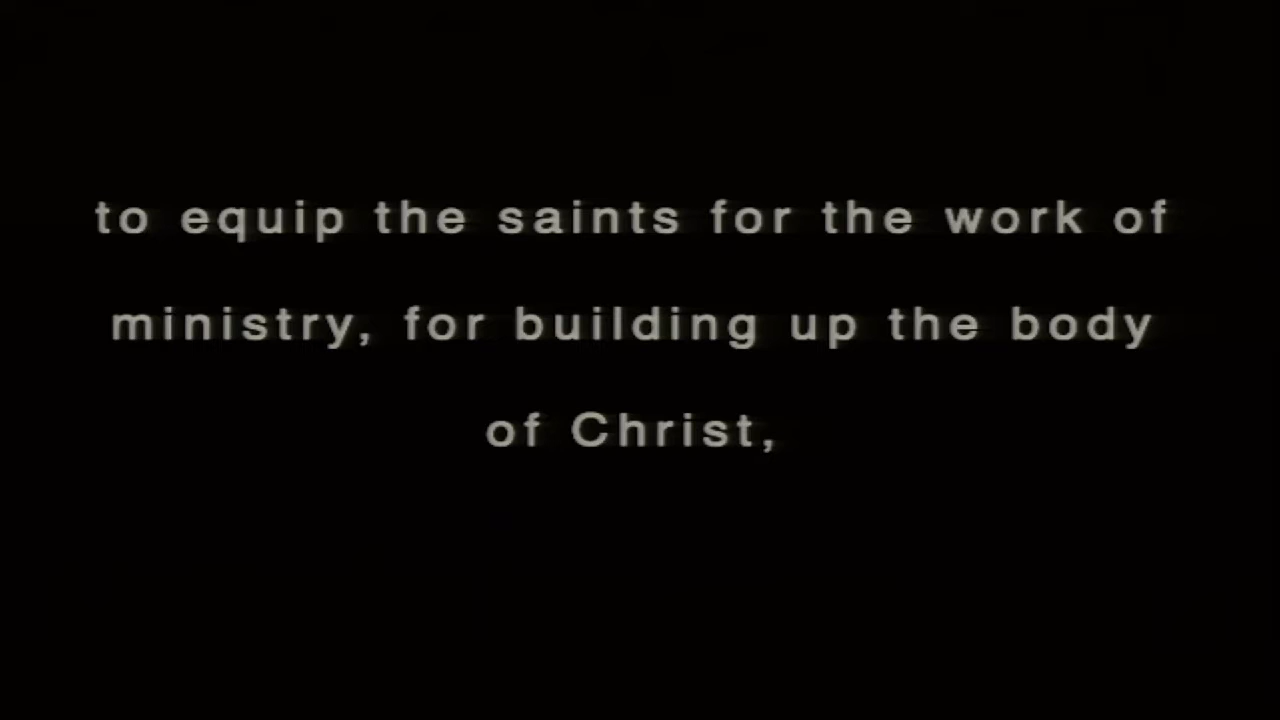 to equip the saints for the work of
ministry, for building up the body
of Christ,